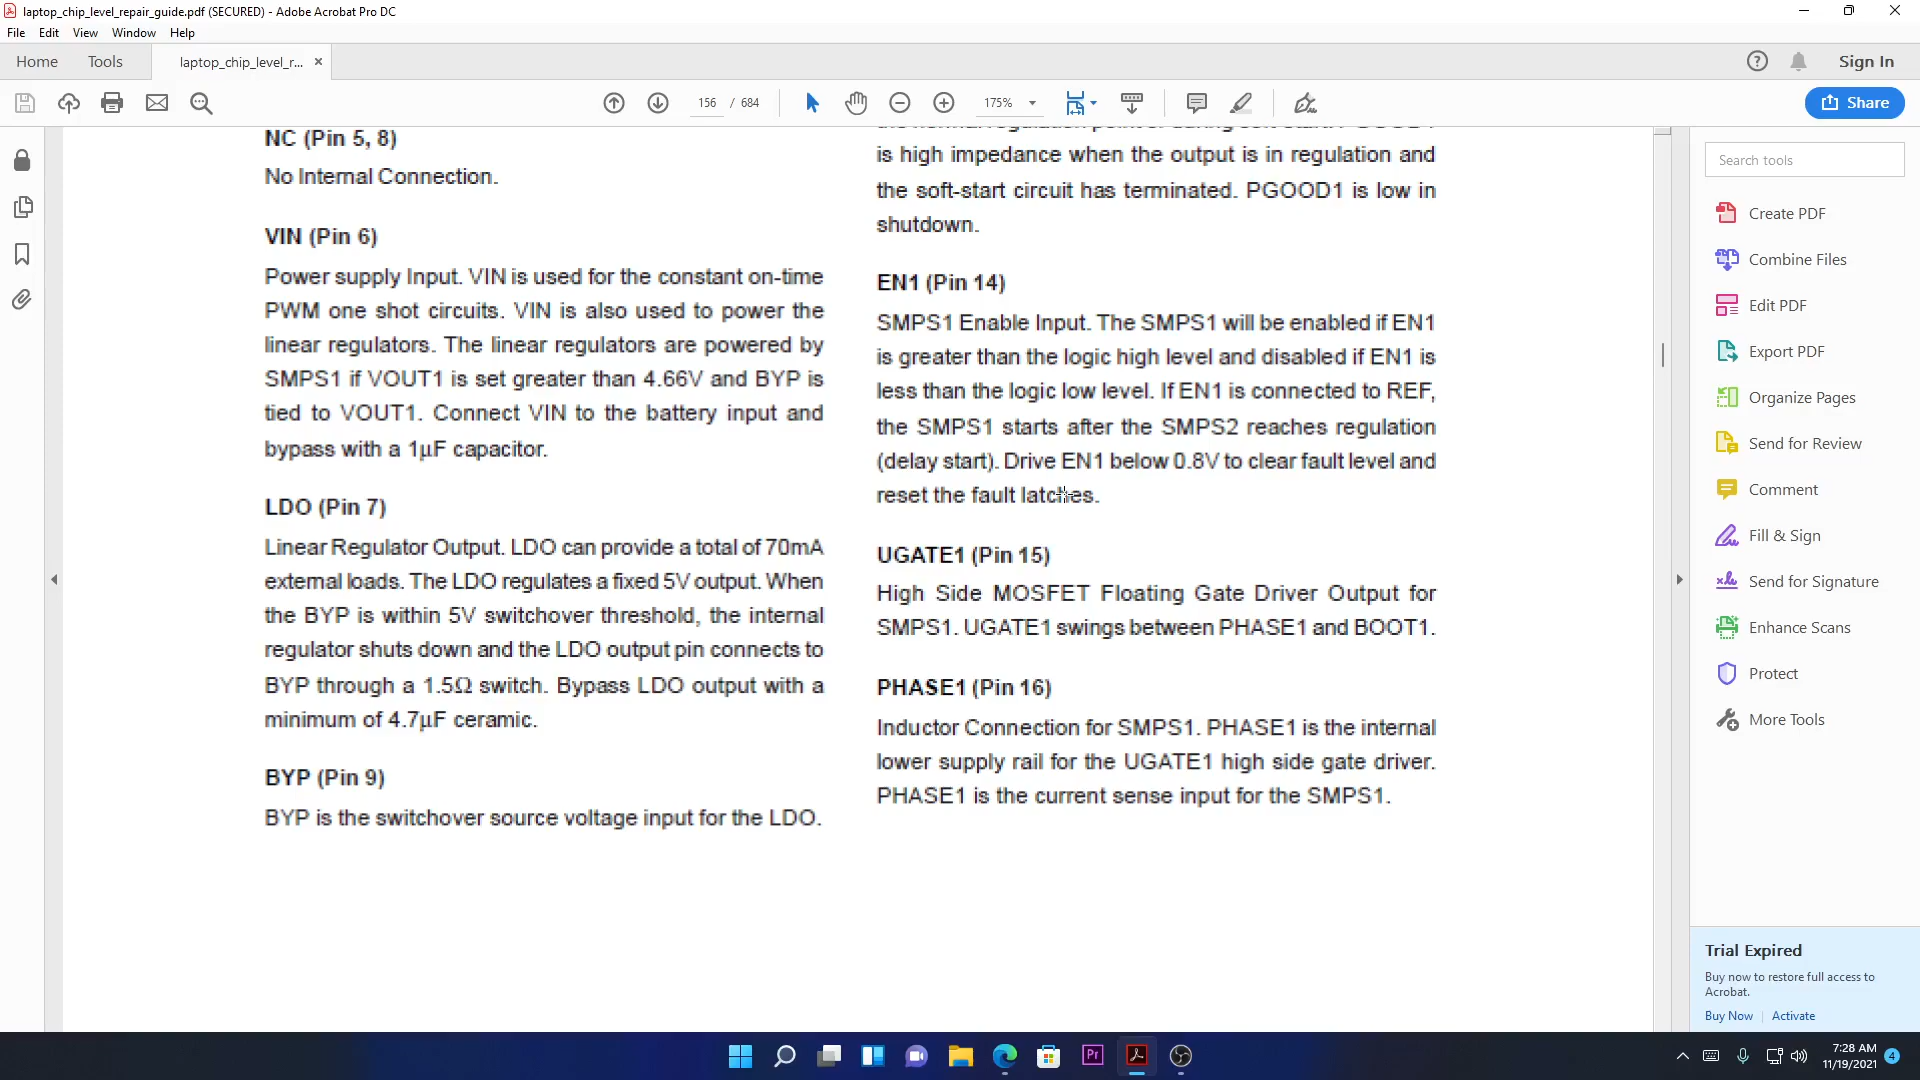 laptop_chip_level_repair_guide.pdf (SECURED) - Adobe Acrobat Pro DC
File Edit View Window Help
Home Tools laptop_chip_level_r... ×
Sign In
156 / 684
175%
Share
NC (Pin 5, 8)
No Internal Connection.
VIN (Pin 6)
Power supply Input. VIN is used for the constant on-time
PWM one shot circuits. VIN is also used to power the
linear regulators. The linear regulators are powered by
SMPS1 if VOUT1 is set greater than 4.66V and BYP is
tied to VOUT1. Connect VIN to the battery input and
bypass with a 1μF capacitor.
LDO (Pin 7)
Linear Regulator Output. LDO can provide a total of 70mA
external loads. The LDO regulates a fixed 5V output. When
the BYP is within 5V switchover threshold, the internal
regulator shuts down and the LDO output pin connects to
BYP through a 1.5Ω switch. Bypass LDO output with a
minimum of 4.7μF ceramic.
BYP (Pin 9)
BYP is the switchover source voltage input for the LDO.
is high impedance when the output is in regulation and
the soft-start circuit has terminated. PGOOD1 is low in
shutdown.
EN1 (Pin 14)
SMPS1 Enable Input. The SMPS1 will be enabled if EN1
is greater than the logic high level and disabled if EN1 is
less than the logic low level. If EN1 is connected to REF,
the SMPS1 starts after the SMPS2 reaches regulation
(delay start). Drive EN1 below 0.8V to clear fault level and
reset the fault latches.
UGATE1 (Pin 15)
High Side MOSFET Floating Gate Driver Output for
SMPS1. UGATE1 swings between PHASE1 and BOOT1.
PHASE1 (Pin 16)
Inductor Connection for SMPS1. PHASE1 is the internal
lower supply rail for the UGATE1 high side gate driver.
PHASE1 is the current sense input for the SMPS1.
Search tools
Create PDF
Combine Files
Edit PDF
Export PDF
Organize Pages
Send for Review
Comment
Fill & Sign
Send for Signature
Enhance Scans
Protect
More Tools
Trial Expired
Buy now to restore full access to
Acrobat.
Buy Now | Activate
Pr
7:28 AM
11/19/2021
4